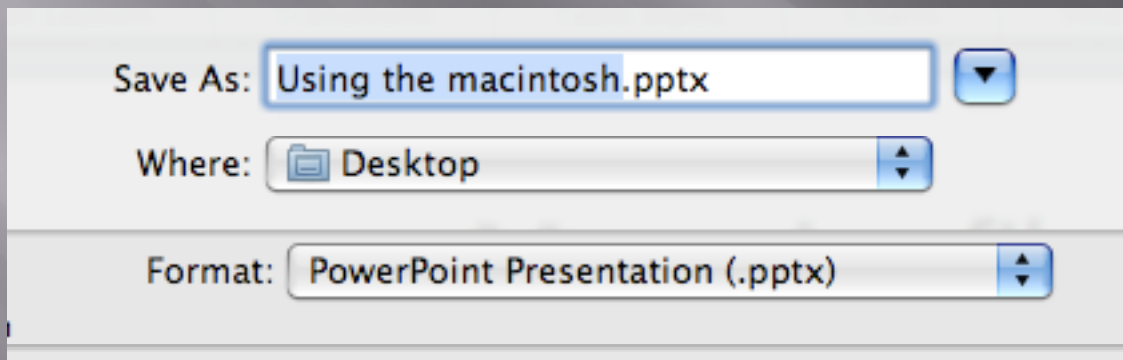 Save As: Using the macintosh.pptx
Where: Desktop
Format: PowerPoint Presentation (.pptx)